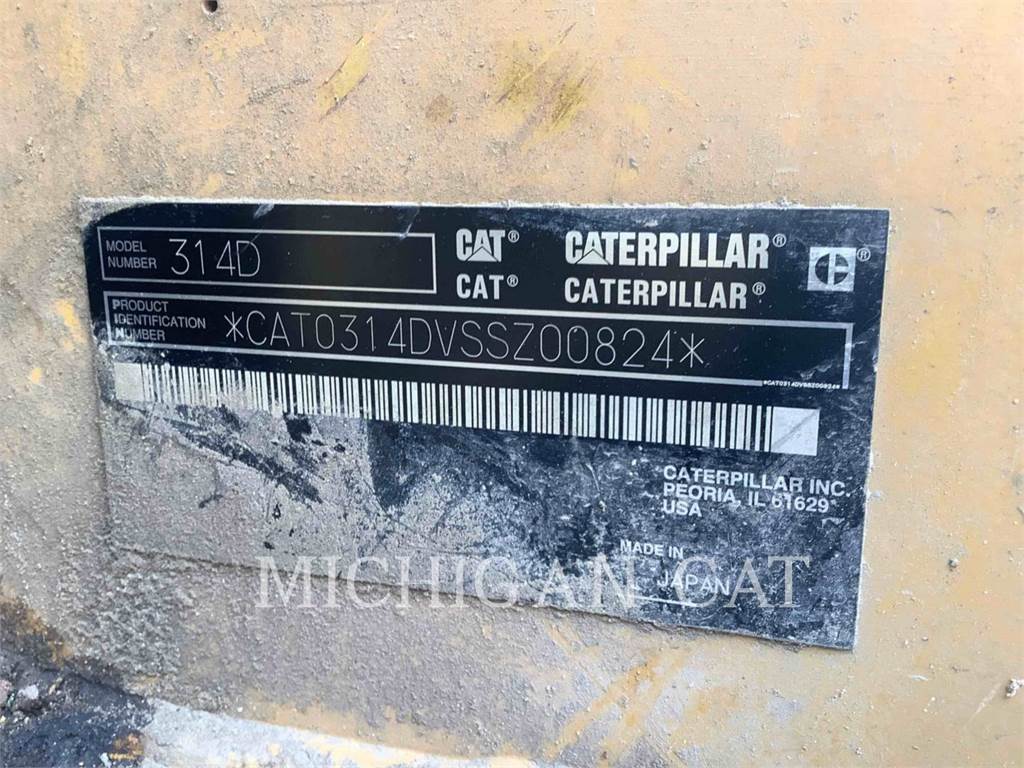 MODEL
NUMBER 314D
CAT® CATERPILLAR®
CAT® CATERPILLAR®
®
PRODUCT
IDENTIFICATION
NUMBER *CAT0314DVSSZ00824*
*CAT0314DVSSZ00824*
CATERPILLAR INC.
PEORIA, IL 61629
USA
MADE IN
JAPAN
MICHIGAN CAT